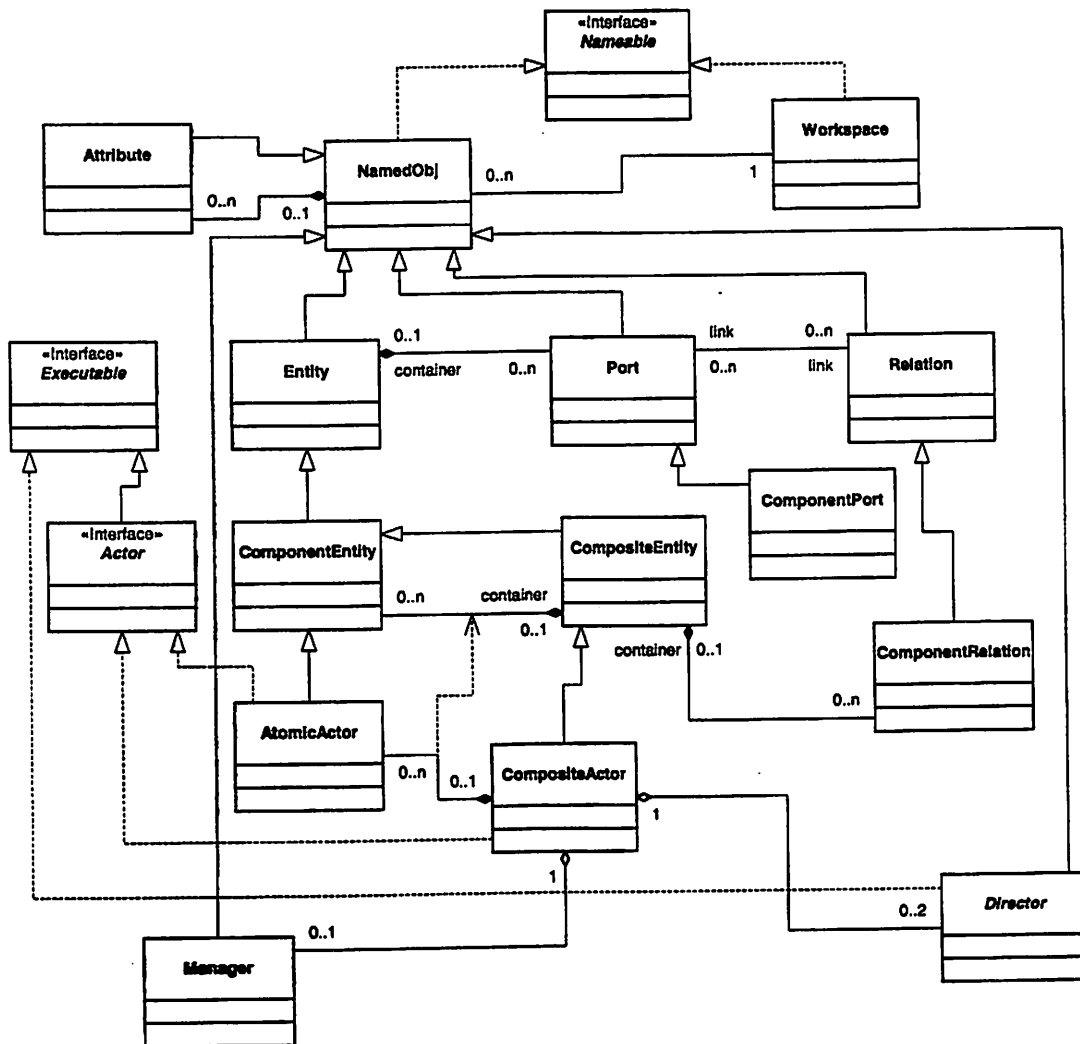 «Interface»
Nameable
Workspace
Attribute
NamedObj
0..n
1
0..n
0..1
«Interface»
Executable
Entity
0..1
container
0..n
Port
link
0..n
0..n
link
Relation
ComponentPort
«Interface»
Actor
ComponentEntity
CompositeEntity
0..n
container
0..1
container
0..1
ComponentRelation
0..n
AtomicActor
0..n
0..1
CompositeActor
1
1
0..2
Director
0..1
Manager